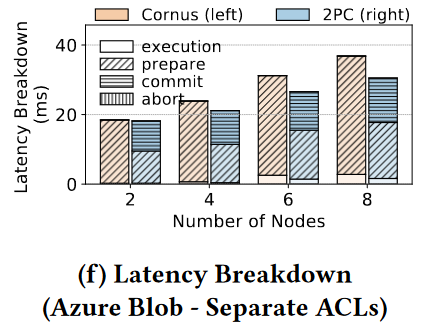 Cornus (left) 2PC (right)
Latency Breakdown
(ms)
40
20
0
execution
prepare
commit
abort
2 4 6 8
Number of Nodes
(f) Latency Breakdown
(Azure Blob - Separate ACLs)